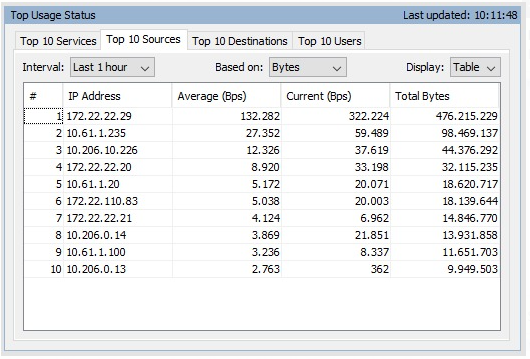 Top Usage Status Last updated: 10:11:48
Top 10 Services Top 10 Sources Top 10 Destinations Top 10 Users
Interval: Last 1 hour Based on: Bytes Display: Table
# IP Address Average (Bps) Current (Bps) Total Bytes
1 172.22.22.29 132.282 322.224 476.215.229
2 10.61.1.235 27.352 59.489 98.469.137
3 10.206.10.226 12.326 37.619 44.376.292
4 172.22.22.20 8.920 33.198 32.115.235
5 10.61.1.20 5.172 20.071 18.620.717
6 172.22.110.83 5.038 20.003 18.139.644
7 172.22.22.21 4.124 6.962 14.846.770
8 10.206.0.14 3.869 21.851 13.931.858
9 10.61.1.100 3.236 8.337 11.651.703
10 10.206.0.13 2.763 362 9.949.503